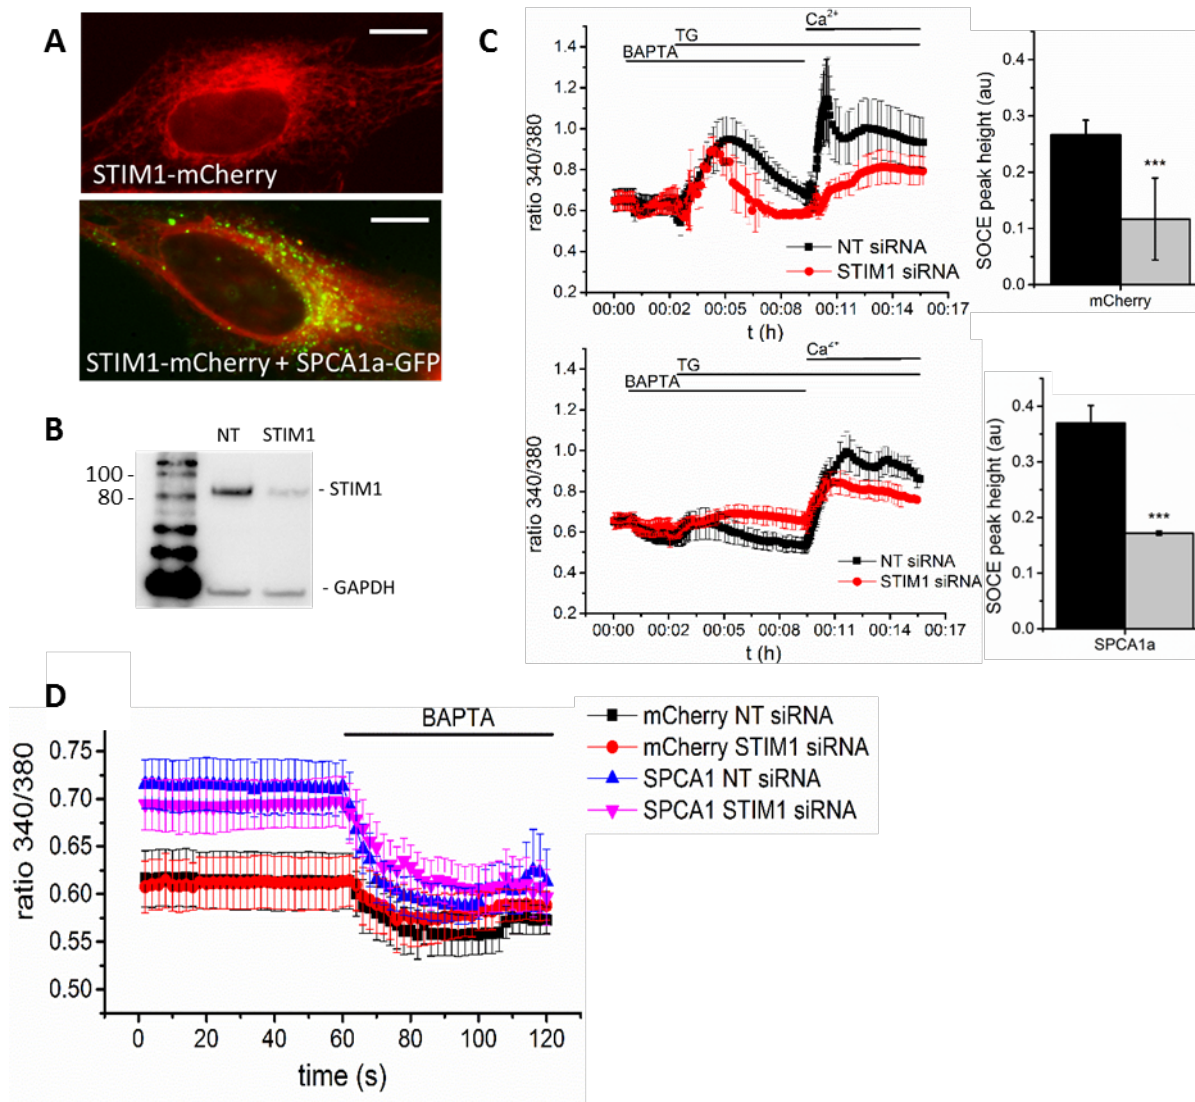 A
STIM1-mCherry
STIM1-mCherry + SPCA1a-GFP
B
NT STIM1
100 -
80 -
- STIM1
- GAPDH
C
Ca²⁺
TG
BAPTA
1.4
1.2
1.0
0.8
0.6
0.4
0.2
ratio 340/380
NT siRNA
STIM1 siRNA
00:00 00:02 00:05 00:08 00:11 00:14 00:17
t (h)
SOCE peak height (au)
0.4
0.3
0.2
0.1
0.0
***
mCherry
Ca²⁺
TG
BAPTA
1.4
1.2
1.0
0.8
0.6
0.4
0.2
ratio 340/380
NT siRNA
STIM1 siRNA
00:00 00:02 00:05 00:08 00:11 00:14 00:17
t (h)
SOCE peak height (au)
0.4
0.3
0.2
0.1
0.0
***
SPCA1a
D
BAPTA
mCherry NT siRNA
mCherry STIM1 siRNA
SPCA1 NT siRNA
SPCA1 STIM1 siRNA
0.75
0.70
0.65
0.60
0.55
0.50
ratio 340/380
0 20 40 60 80 100 120
time (s)